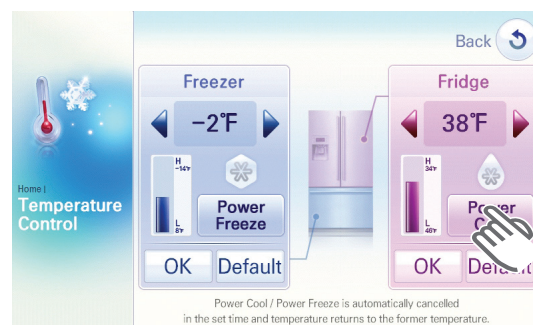 Back
Freezer
−2°F
H
−14°F
L
8°F
Power
Freeze
OK Default
Fridge
38°F
H
34°F
L
46°F
Power
OK
Home |
Temperature
Control
Power Cool / Power Freeze is automatically cancelled
in the set time and temperature returns to the former temperature.